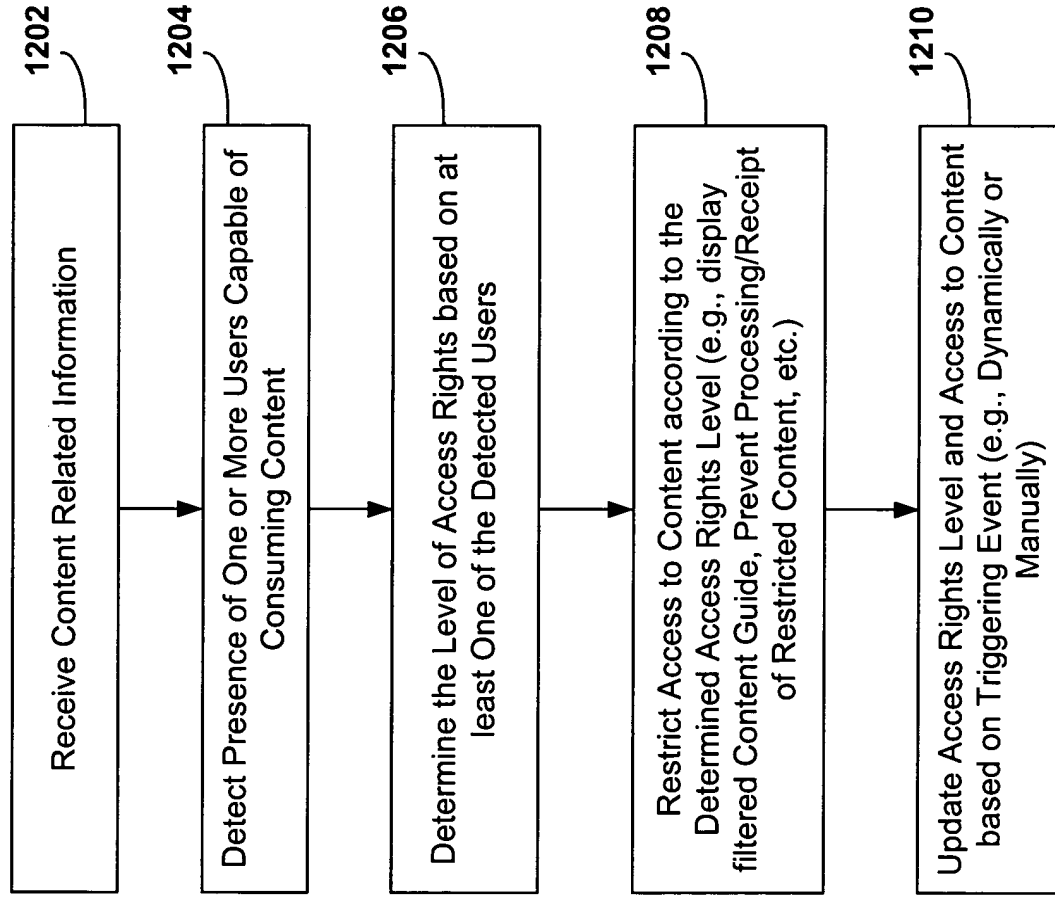 1202
Receive Content Related Information
1204
Detect Presence of One or More Users Capable of
Consuming Content
1206
Determine the Level of Access Rights based on at
least One of the Detected Users
1208
Restrict Access to Content according to the
Determined Access Rights Level (e.g., display
filtered Content Guide, Prevent Processing/Receipt
of Restricted Content, etc.)
1210
Update Access Rights Level and Access to Content
based on Triggering Event (e.g., Dynamically or
Manually)